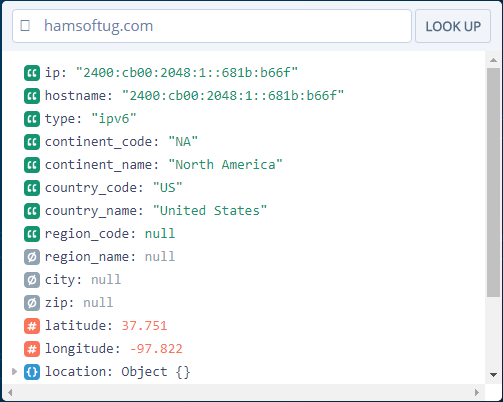 hamsoftug.com
LOOK UP
ip: "2400:cb00:2048:1::681b:b66f"
hostname: "2400:cb00:2048:1::681b:b66f"
type: "ipv6"
continent_code: "NA"
continent_name: "North America"
country_code: "US"
country_name: "United States"
region_code: null
region_name: null
city: null
zip: null
latitude: 37.751
longitude: -97.822
location: Object {}